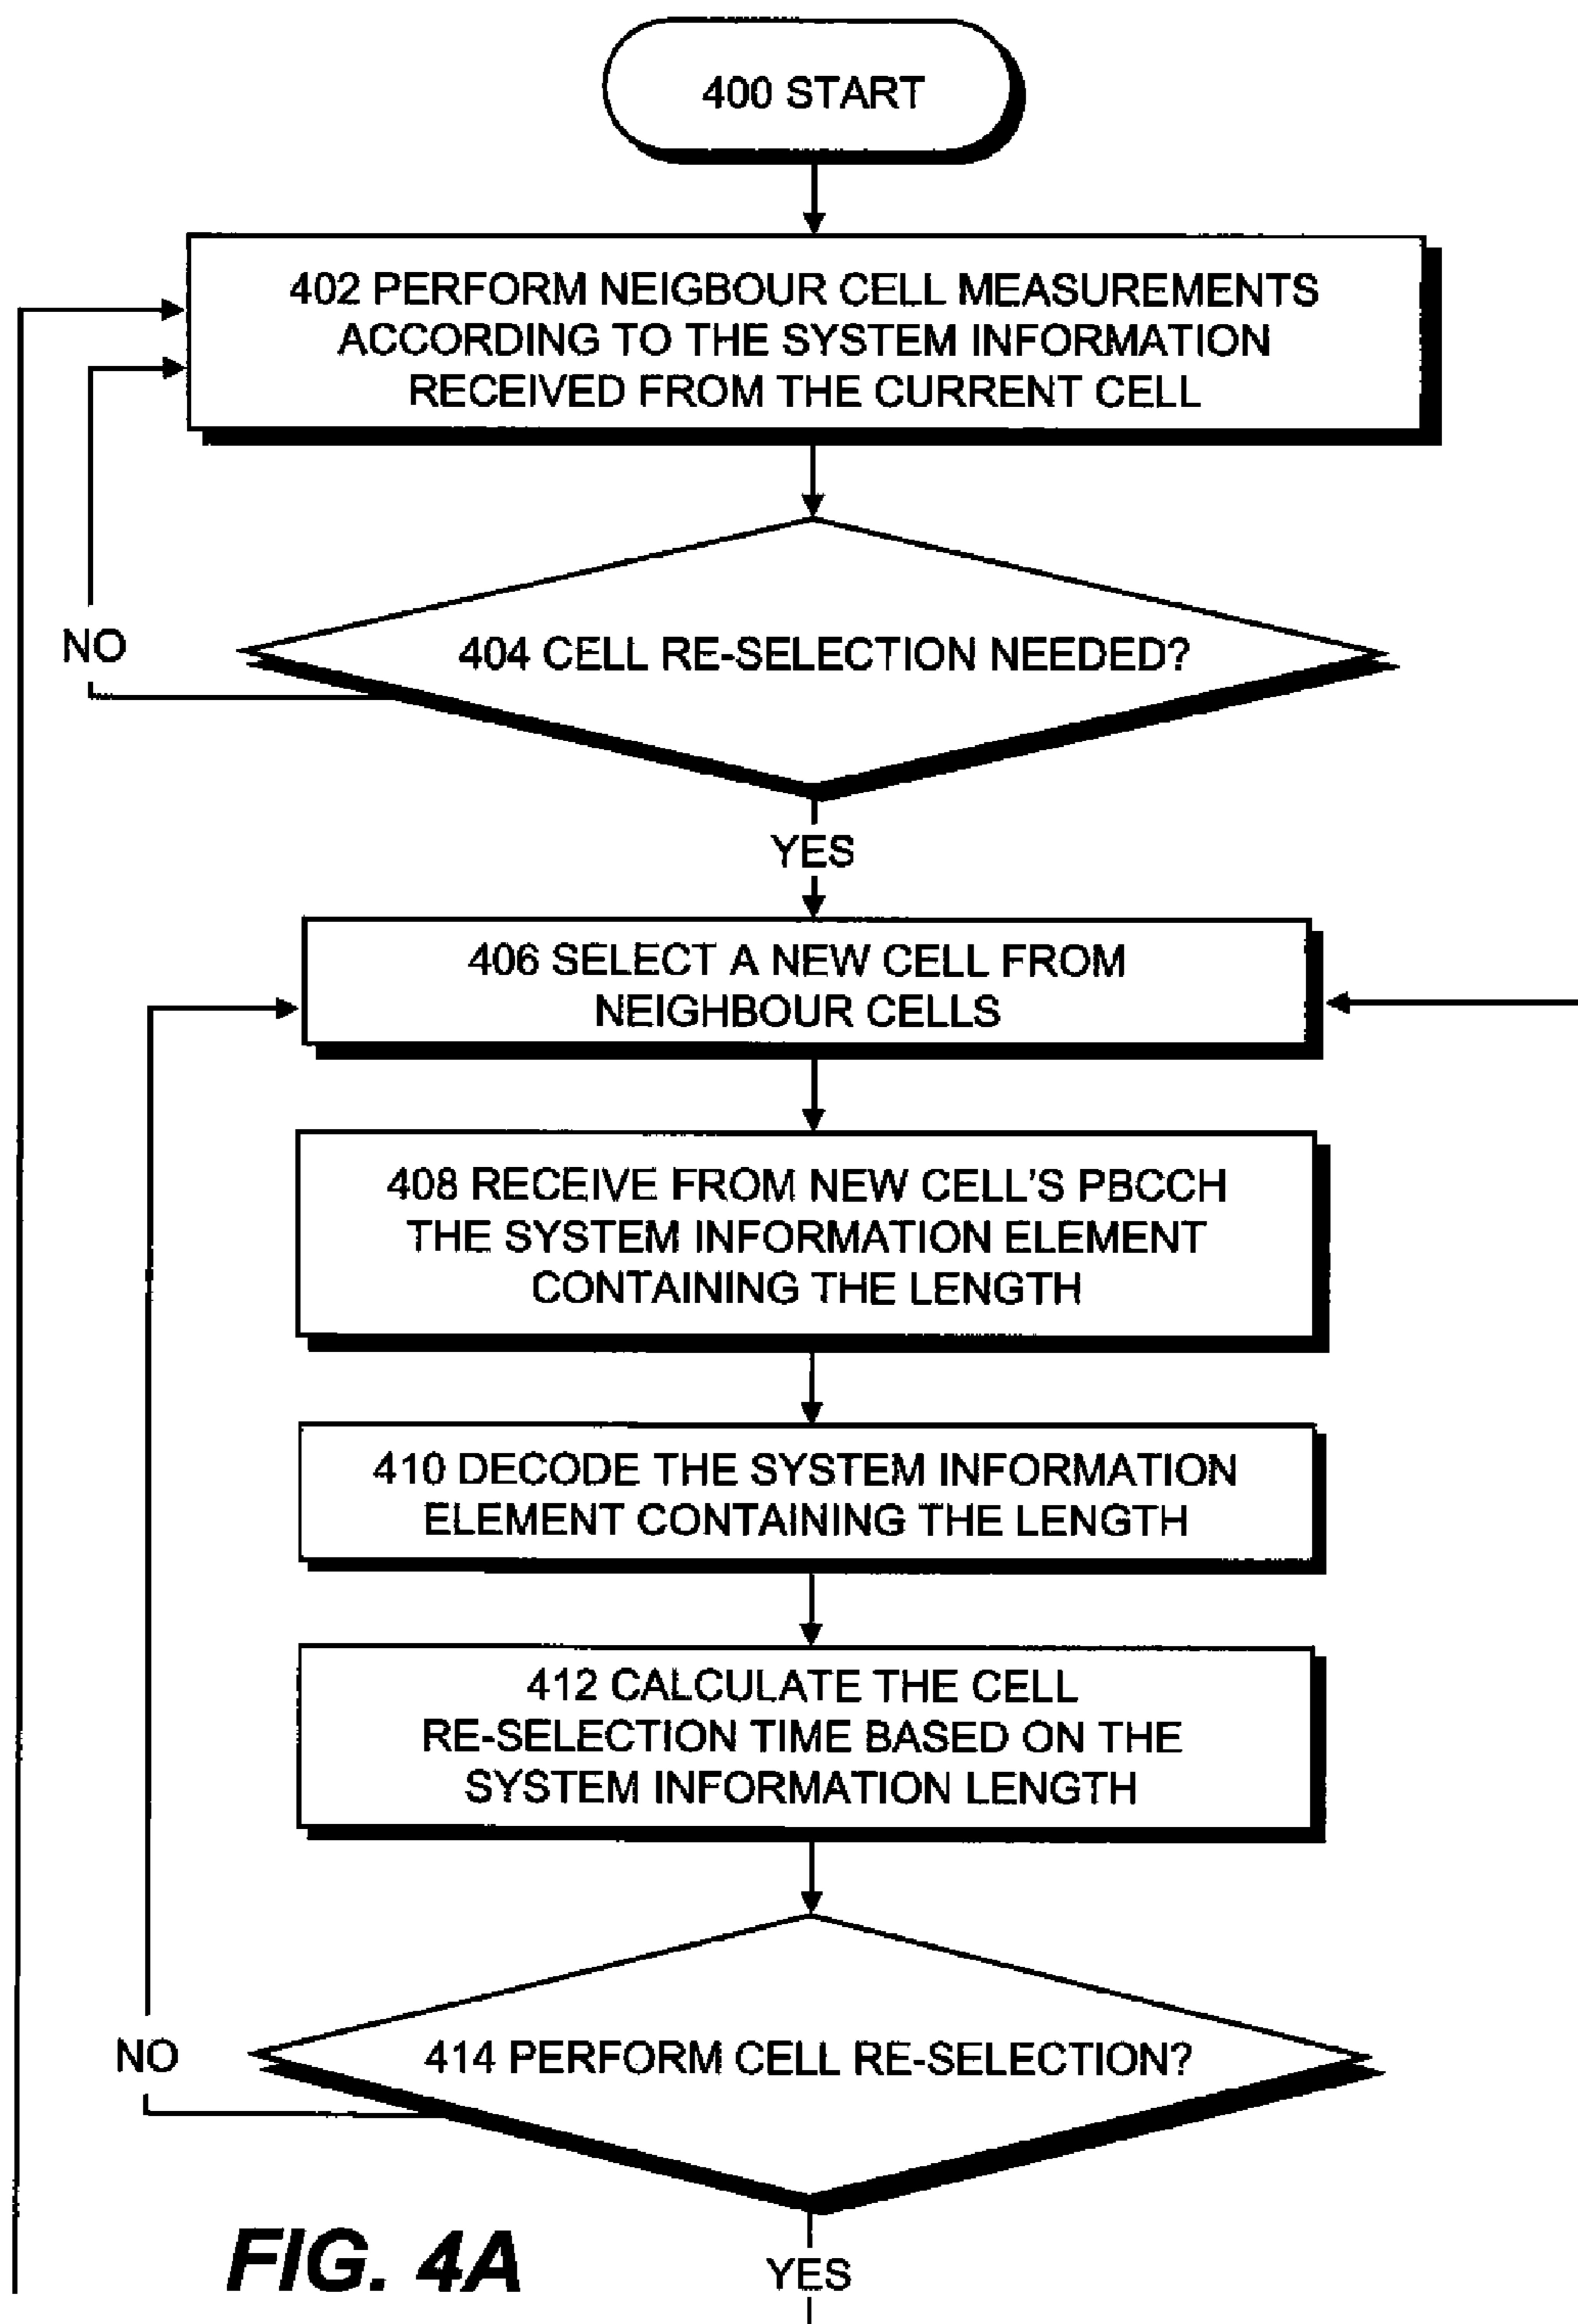 400 START
402 PERFORM NEIGBOUR CELL MEASUREMENTS
ACCORDING TO THE SYSTEM INFORMATION
RECEIVED FROM THE CURRENT CELL
NO
404 CELL RE-SELECTION NEEDED?
YES
406 SELECT A NEW CELL FROM
NEIGHBOUR CELLS
408 RECEIVE FROM NEW CELL'S PBCCH
THE SYSTEM INFORMATION ELEMENT
CONTAINING THE LENGTH
410 DECODE THE SYSTEM INFORMATION
ELEMENT CONTAINING THE LENGTH
412 CALCULATE THE CELL
RE-SELECTION TIME BASED ON THE
SYSTEM INFORMATION LENGTH
NO
414 PERFORM CELL RE-SELECTION?
FIG. 4A
YES